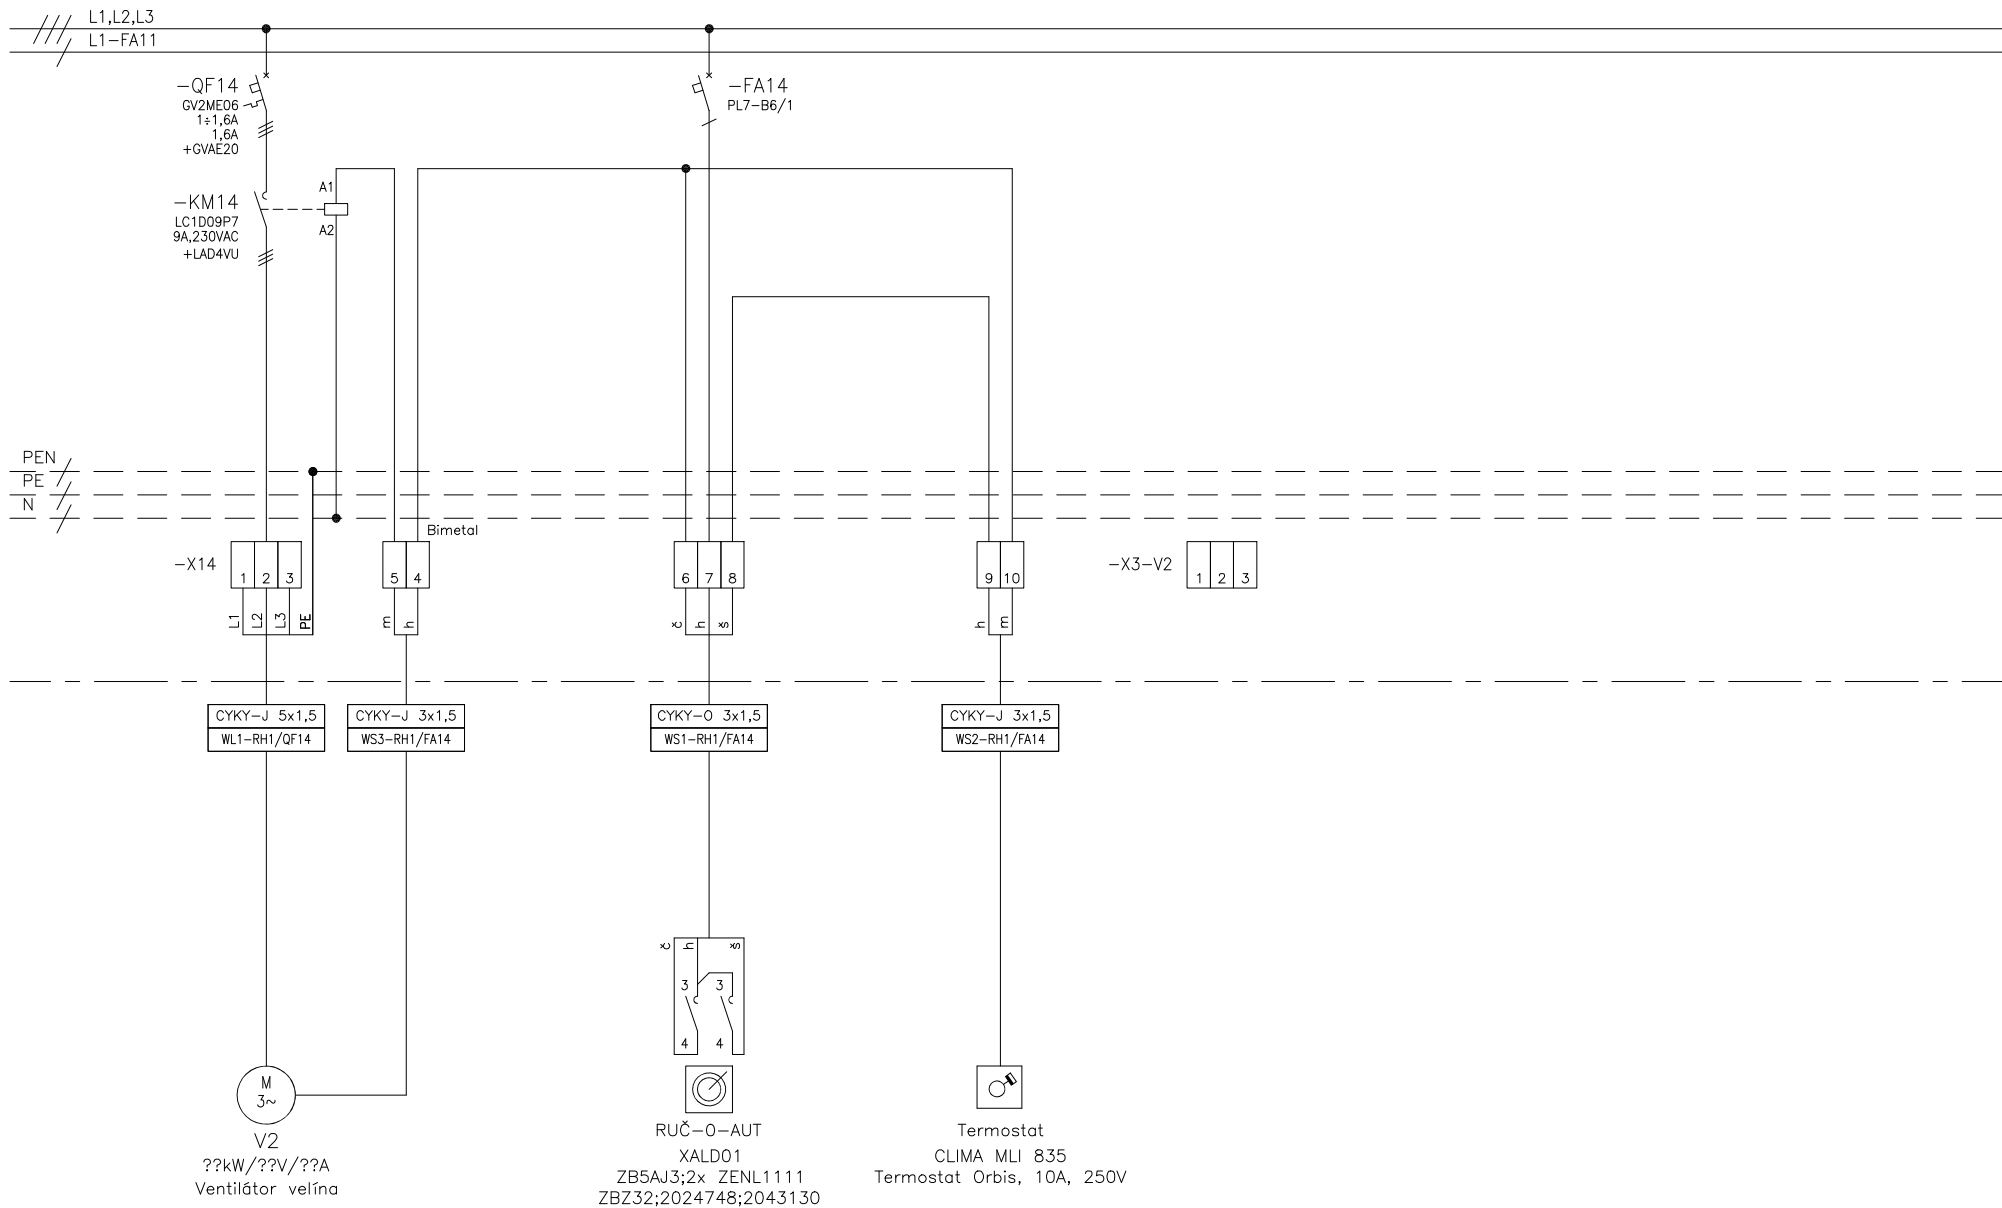 L1,L2,L3
L1-FA11
-QF14
GV2ME06
1÷1,6A
1,6A
+GVAE20
-FA14
PL7-B6/1
-KM14
LC1D09P7
9A,230VAC
+LAD4VU
A1
A2
PEN
PE
N
Bimetal
-X14
1 2 3
5 4
6 7 8
9 10
-X3-V2
1 2 3
L1 L2 L3 PE
m h
č h š
h m
CYKY-J 5x1,5
WL1-RH1/QF14
CYKY-J 3x1,5
WS3-RH1/FA14
CYKY-O 3x1,5
WS1-RH1/FA14
CYKY-J 3x1,5
WS2-RH1/FA14
č h š
3 3
4 4
M
3~
V2
??kW/??V/??A
Ventilátor velína
RUČ-0-AUT
XALD01
ZB5AJ3;2x ZENL1111
ZBZ32;2024748;2043130
Termostat
CLIMA MLI 835
Termostat Orbis, 10A, 250V